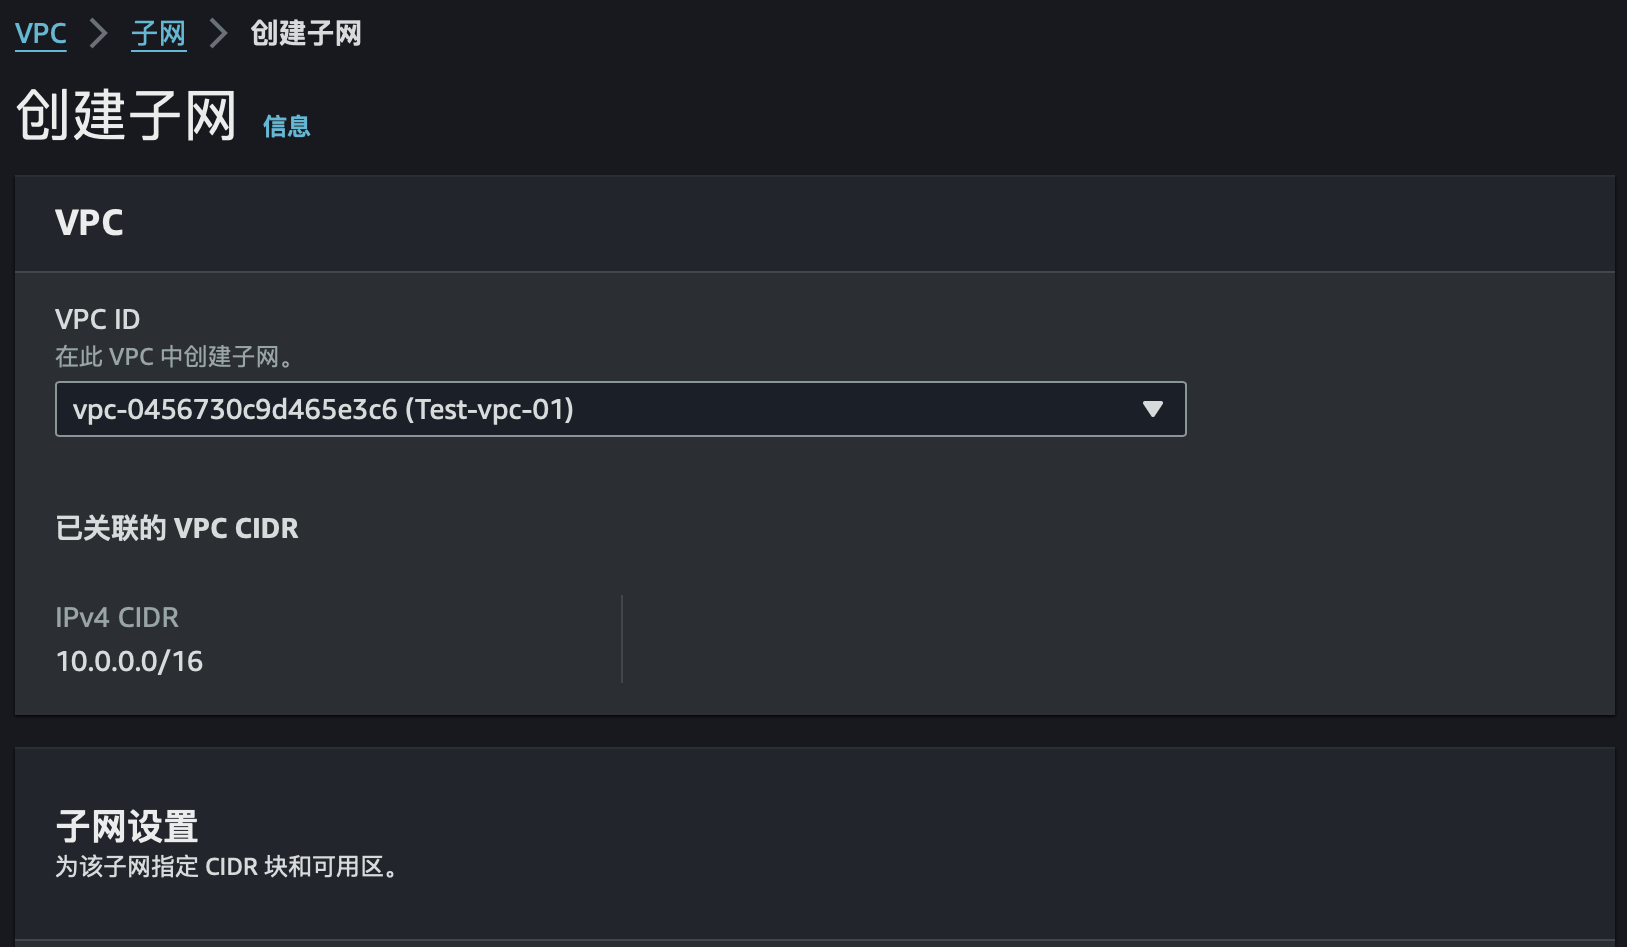 VPC > 子网 > 创建子网
创建子网 信息
VPC
VPC ID
在此 VPC 中创建子网。
vpc-0456730c9d465e3c6 (Test-vpc-01)
已关联的 VPC CIDR
IPv4 CIDR
10.0.0.0/16
子网设置
为该子网指定 CIDR 块和可用区。